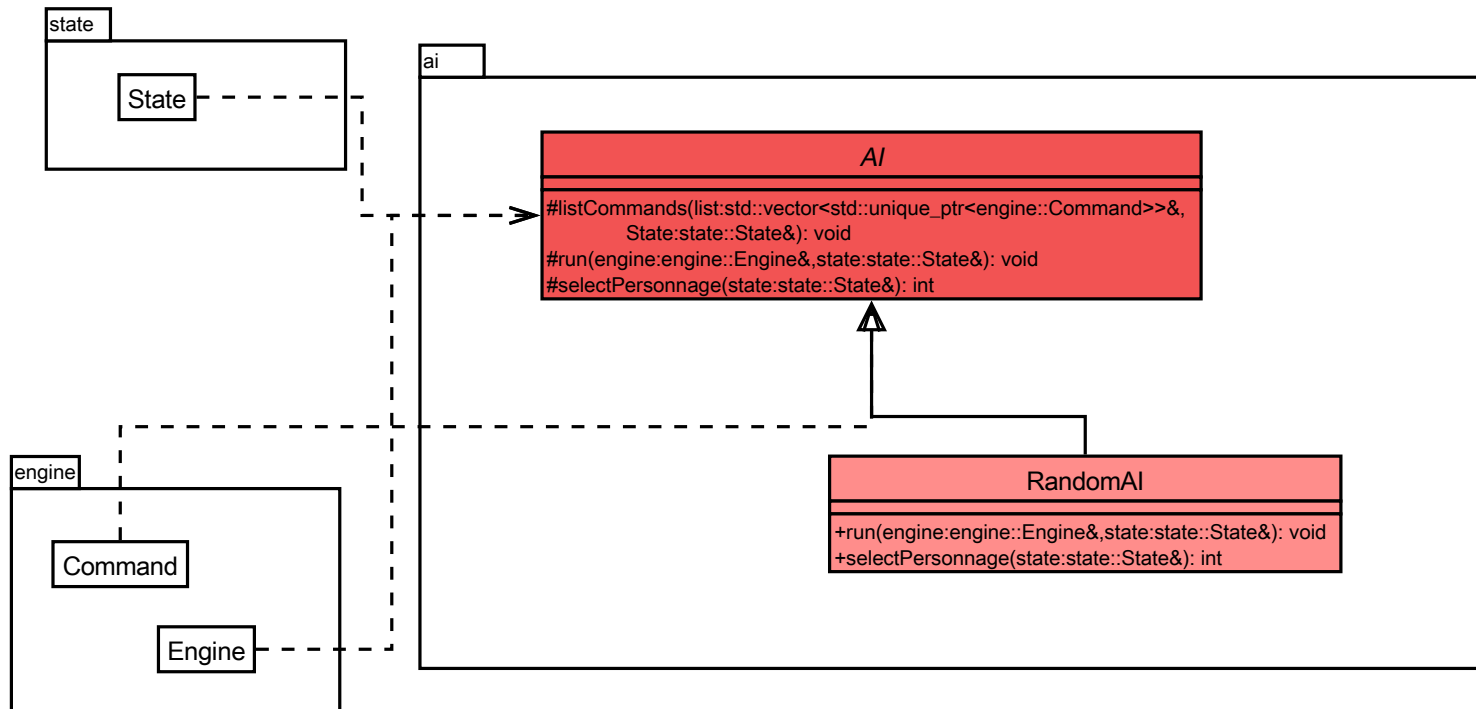 state
State
ai
AI
#listCommands(list:std::vector<std::unique_ptr<engine::Command>>&,
State:state::State&): void
#run(engine:engine::Engine&,state:state::State&): void
#selectPersonnage(state:state::State&): int
RandomAI
+run(engine:engine::Engine&,state:state::State&): void
+selectPersonnage(state:state::State&): int
engine
Command
Engine